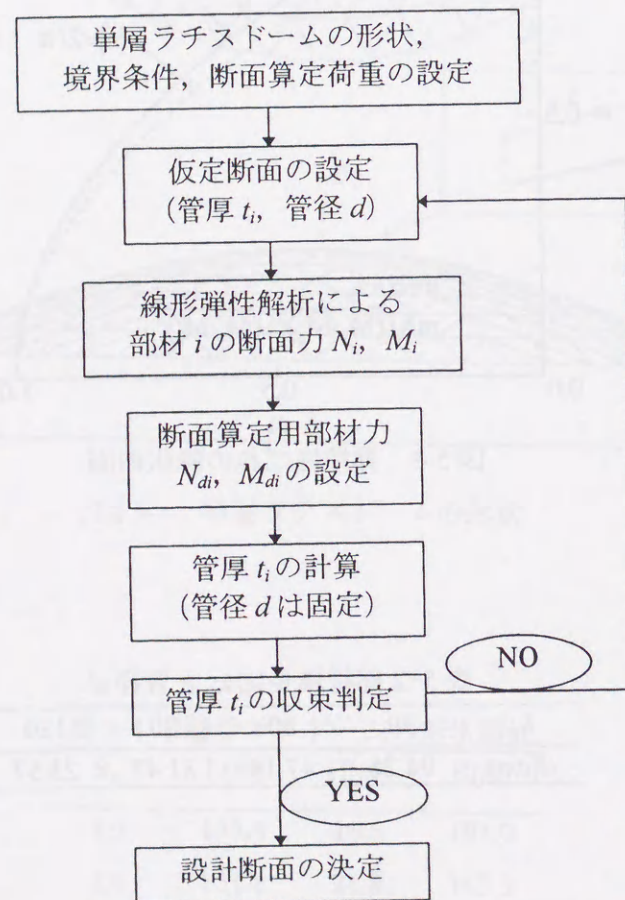 単層ラチスドームの形状,
境界条件, 断面算定荷重の設定
仮定断面の設定
(管厚 ti, 管径 d)
線形弾性解析による
部材 i の断面力 Ni, Mi
断面算定用部材力
Ndi, Mdi の設定
管厚 ti の計算
(管径 d は固定)
NO
管厚 ti の収束判定
YES
設計断面の決定